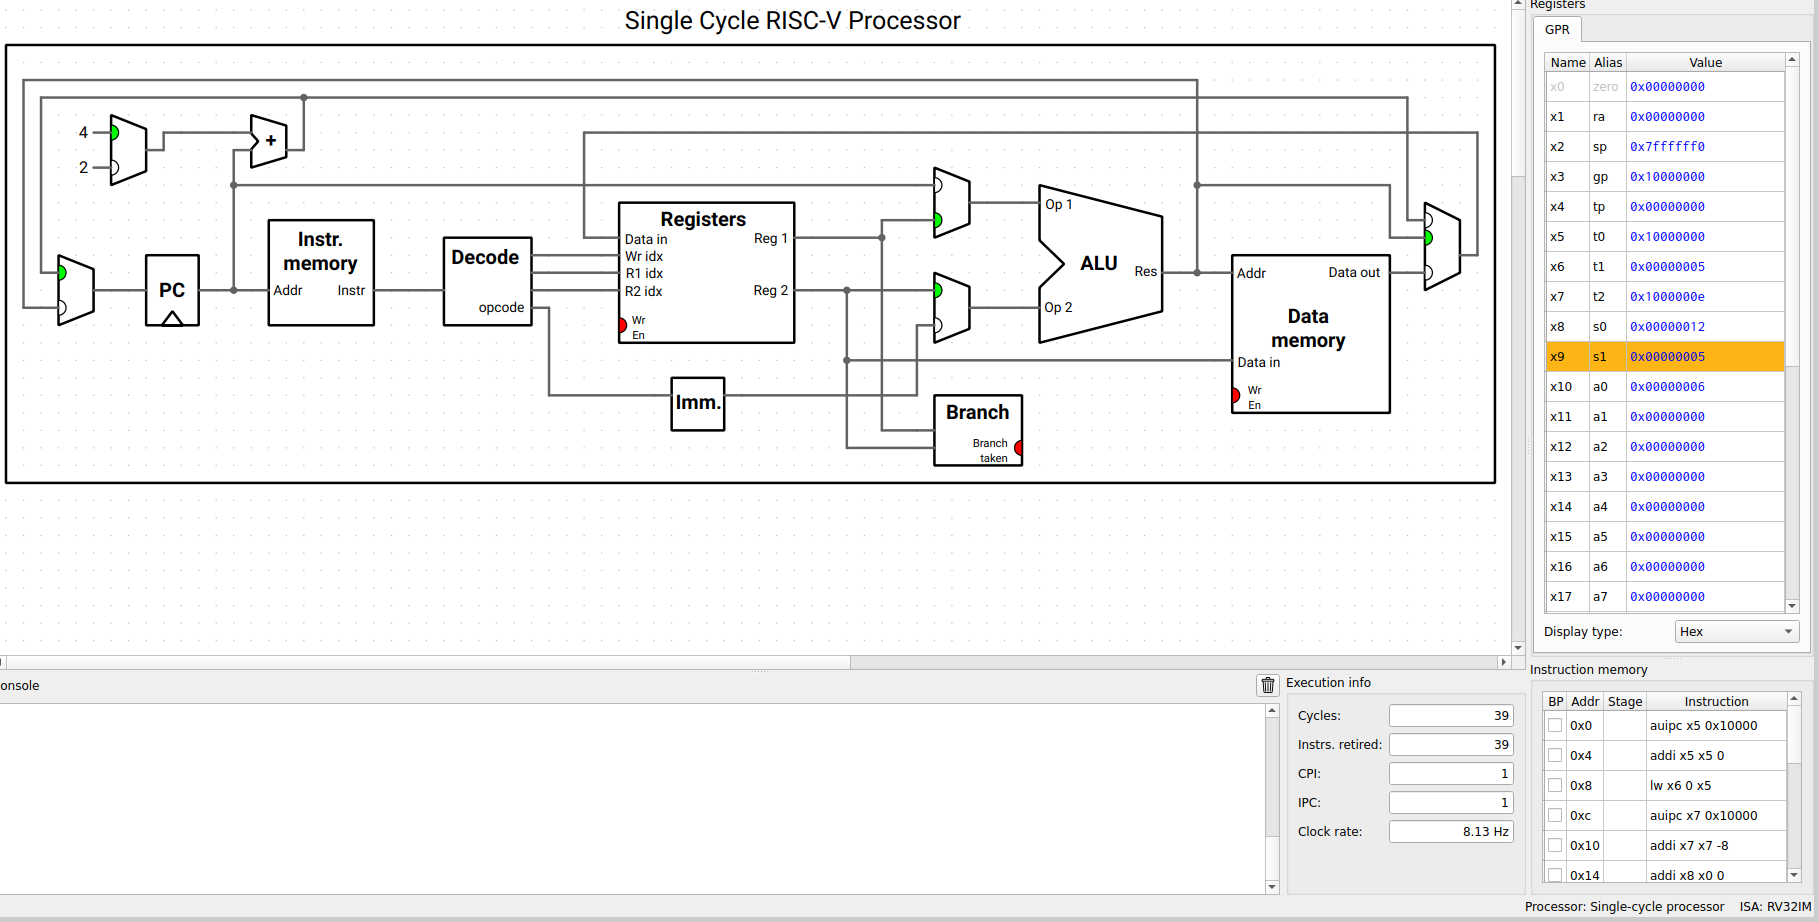 Single Cycle RISC-V Processor
4
2
+
PC
Instr.
memory
Addr
Instr
Decode
opcode
Registers
Data in
Wr idx
R1 idx
R2 idx
Wr
En
Reg 1
Reg 2
Imm.
Op 1
ALU
Res
Op 2
Branch
Branch
taken
Addr
Data out
Data
memory
Data in
Wr
En
Registers
GPR
Name Alias Value
x0 zero 0x00000000
x1 ra 0x00000000
x2 sp 0x7ffffff0
x3 gp 0x10000000
x4 tp 0x00000000
x5 t0 0x10000000
x6 t1 0x00000005
x7 t2 0x1000000e
x8 s0 0x00000012
x9 s1 0x00000005
x10 a0 0x00000006
x11 a1 0x00000000
x12 a2 0x00000000
x13 a3 0x00000000
x14 a4 0x00000000
x15 a5 0x00000000
x16 a6 0x00000000
x17 a7 0x00000000
Display type: Hex
onsole
Execution info
Cycles: 39
Instrs. retired: 39
CPI: 1
IPC: 1
Clock rate: 8.13 Hz
Instruction memory
BP Addr Stage Instruction
0x0 auipc x5 0x10000
0x4 addi x5 x5 0
0x8 lw x6 0 x5
0xc auipc x7 0x10000
0x10 addi x7 x7 -8
0x14 addi x8 x0 0
Processor: Single-cycle processor ISA: RV32IM